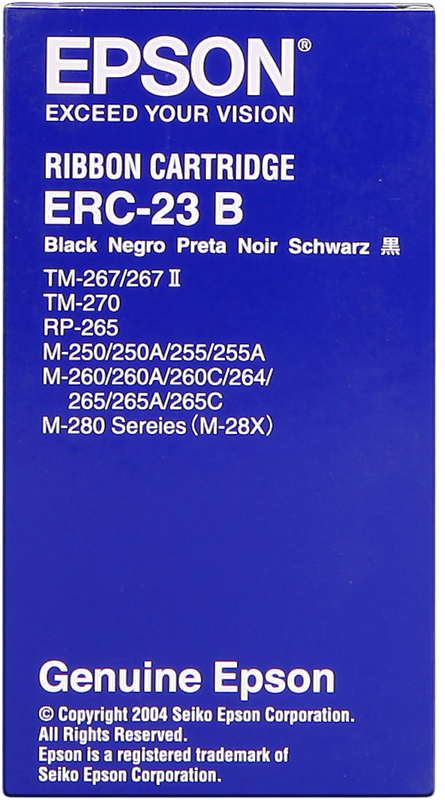 EPSON®
EXCEED YOUR VISION
RIBBON CARTRIDGE
ERC-23 B
Black Negro Preta Noir Schwarz 黒
TM-267/267 II
TM-270
RP-265
M-250/250A/255/255A
M-260/260A/260C/264/
265/265A/265C
M-280 Sereies (M-28X)
Genuine Epson
© Copyright 2004 Seiko Epson Corporation.
All Rights Reserved.
Epson is a registered trademark of
Seiko Epson Corporation.